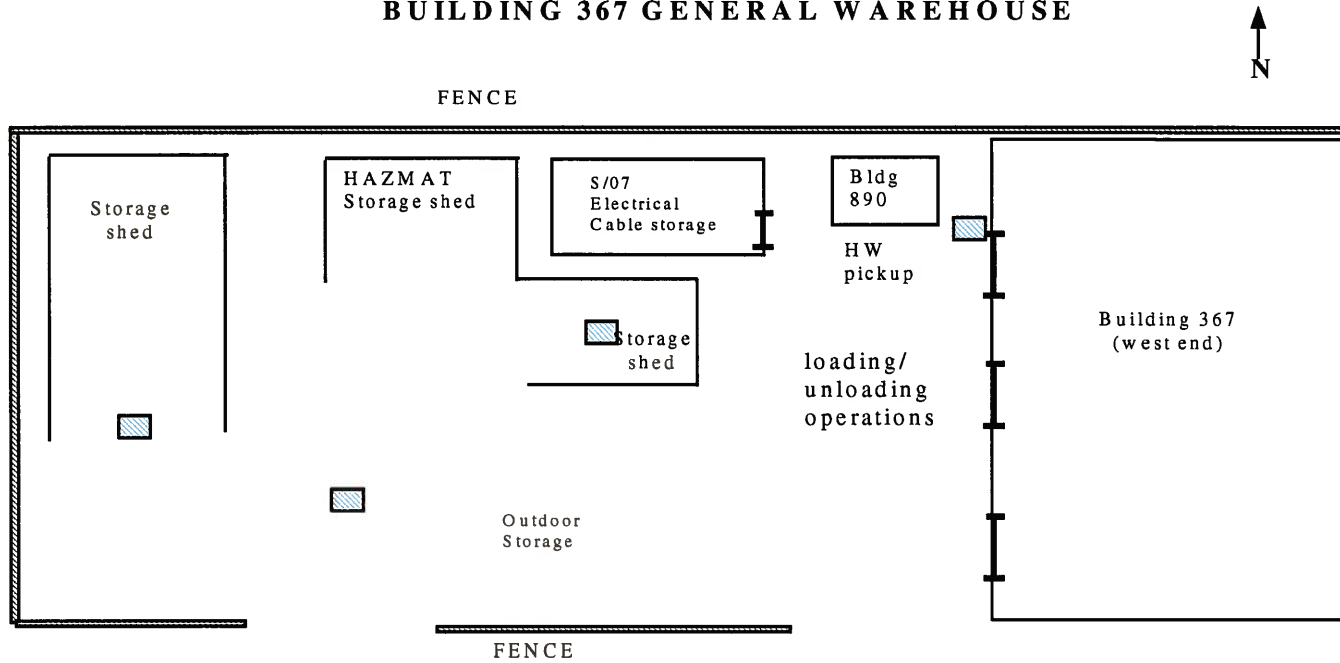 BUILDING 367 GENERAL WAREHOUSE
N
FENCE
Storage
shed
HAZMAT
Storage shed
S/07
Electrical
Cable storage
Bldg
890
HW
pickup
Storage
shed
loading/
unloading
operations
Building 367
(west end)
Outdoor
Storage
FENCE